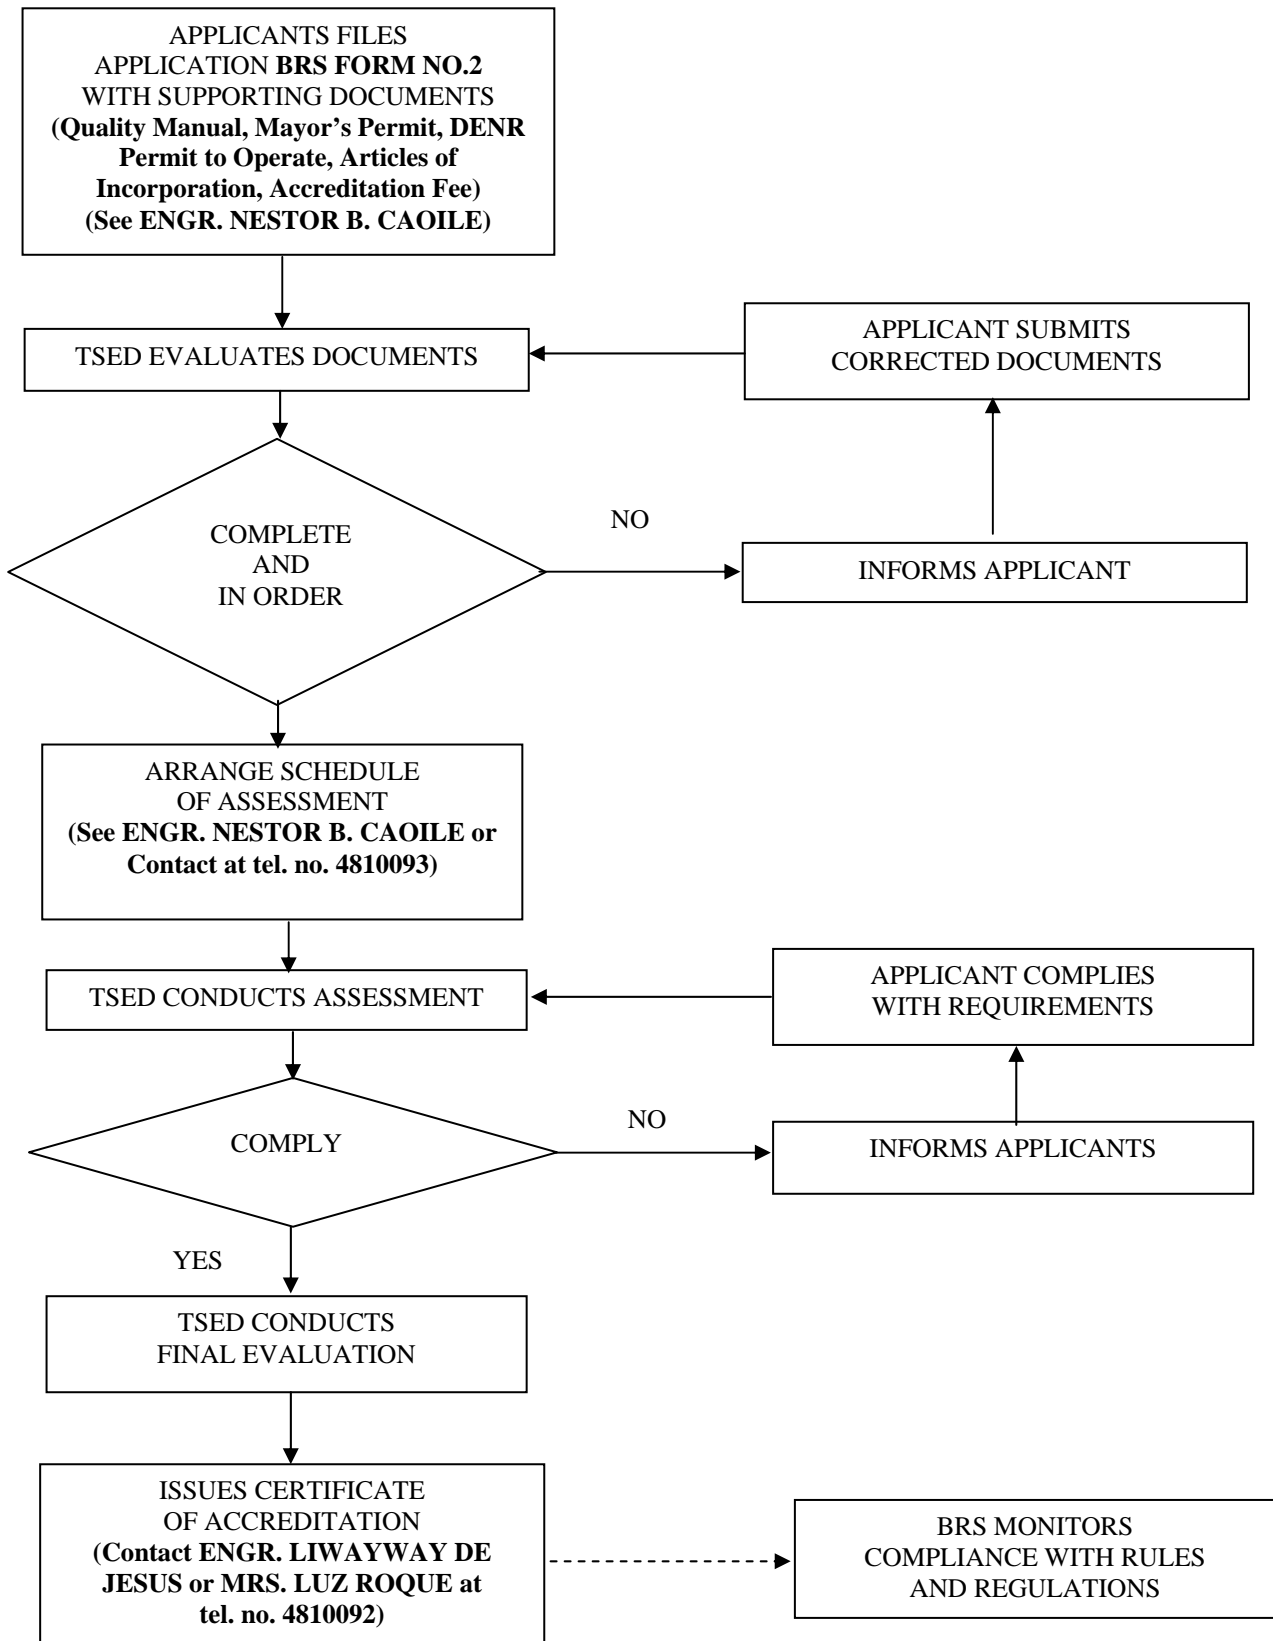 APPLICANTS FILES
APPLICATION BRS FORM NO.2
WITH SUPPORTING DOCUMENTS
(Quality Manual, Mayor’s Permit, DENR
Permit to Operate, Articles of
Incorporation, Accreditation Fee)
(See ENGR. NESTOR B. CAOILE)
TSED EVALUATES DOCUMENTS
APPLICANT SUBMITS
CORRECTED DOCUMENTS
COMPLETE
AND
IN ORDER
NO
INFORMS APPLICANT
ARRANGE SCHEDULE
OF ASSESSMENT
(See ENGR. NESTOR B. CAOILE or
Contact at tel. no. 4810093)
TSED CONDUCTS ASSESSMENT
APPLICANT COMPLIES
WITH REQUIREMENTS
COMPLY
NO
INFORMS APPLICANTS
YES
TSED CONDUCTS
FINAL EVALUATION
ISSUES CERTIFICATE
OF ACCREDITATION
(Contact ENGR. LIWAYWAY DE
JESUS or MRS. LUZ ROQUE at
tel. no. 4810092)
BRS MONITORS
COMPLIANCE WITH RULES
AND REGULATIONS